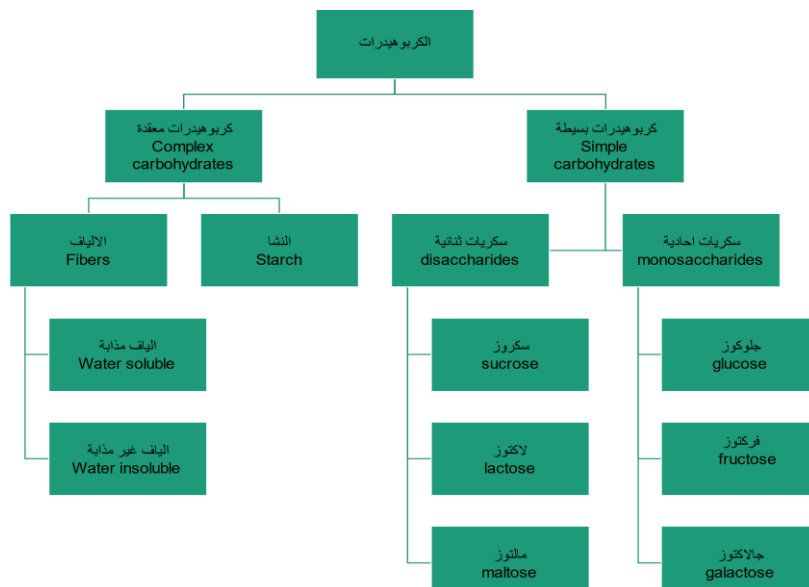 الكربوهيدرات
كربوهيدرات معقدة
Complex
carbohydrates
كربوهيدرات بسيطة
Simple
carbohydrates
الالياف
Fibers
النشا
Starch
سكريات ثنائية
disaccharides
سكريات احادية
monosaccharides
الياف مذابة
Water soluble
سكروز
sucrose
جلوكوز
glucose
الياف غير مذابة
Water insoluble
لاكتوز
lactose
فركتوز
fructose
مالتوز
maltose
جالاكتوز
galactose